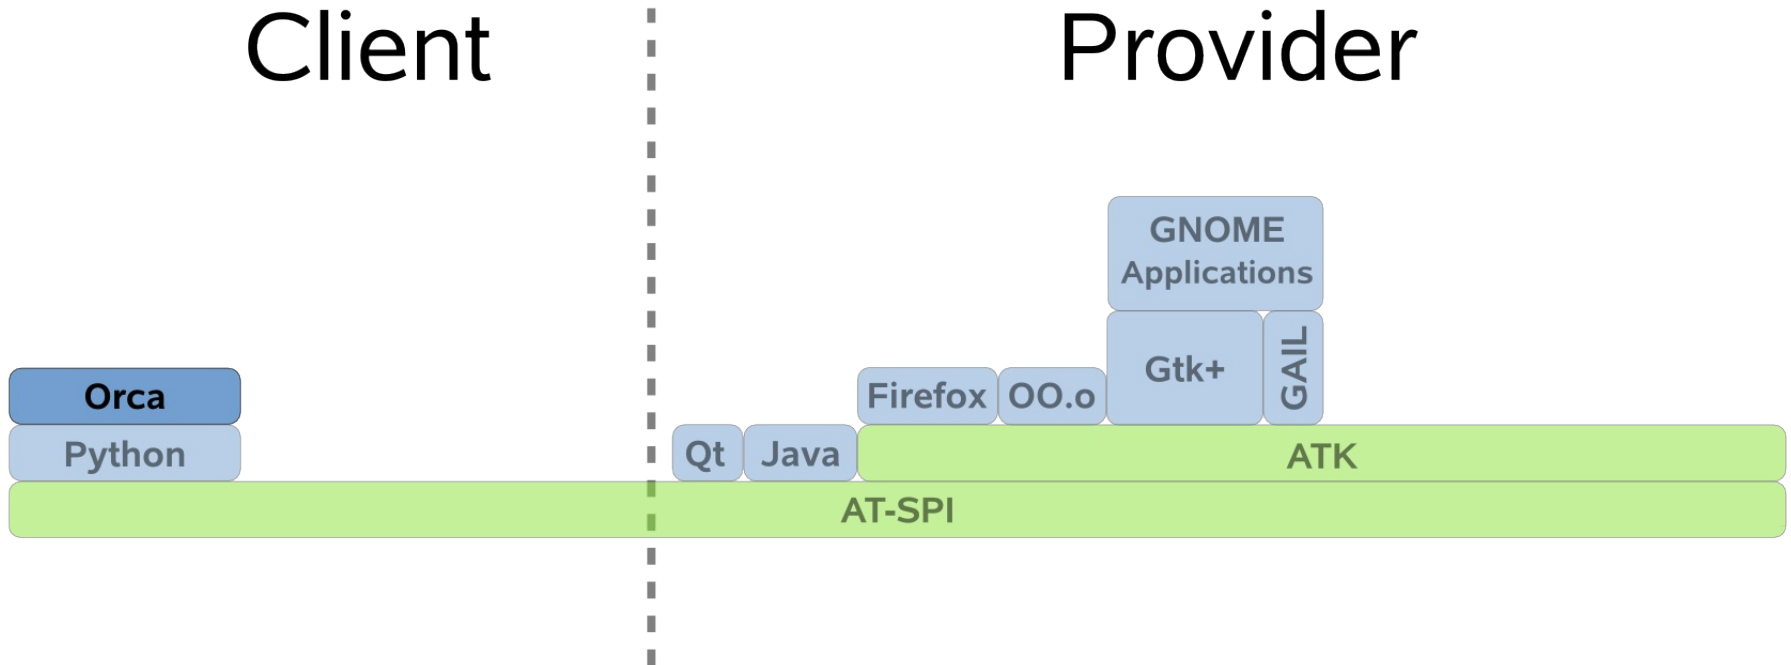 Client
Provider
GNOME
Applications
Gtk+
GAIL
Orca
Firefox
OO.o
Python
Qt
Java
ATK
AT-SPI